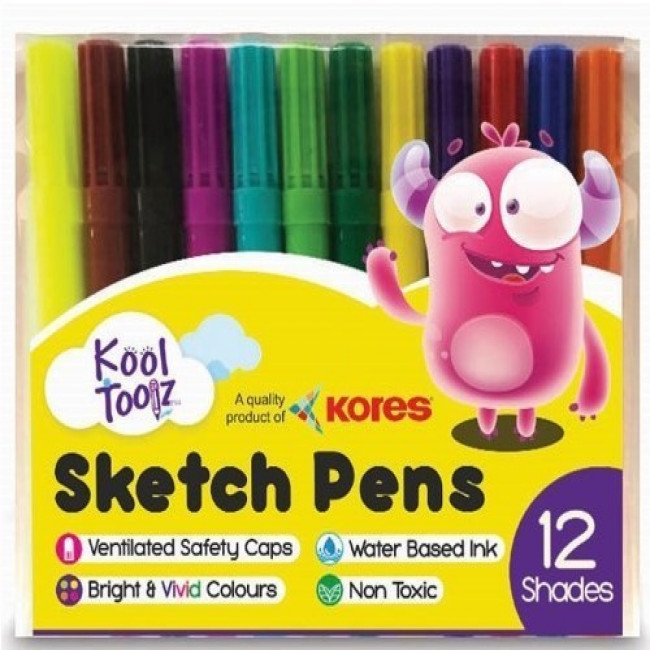 Kool
Toolz
A quality
product of KORES
Sketch Pens
Ventilated Safety Caps
Water Based Ink
Bright & Vivid Colours
Non Toxic
12
Shades